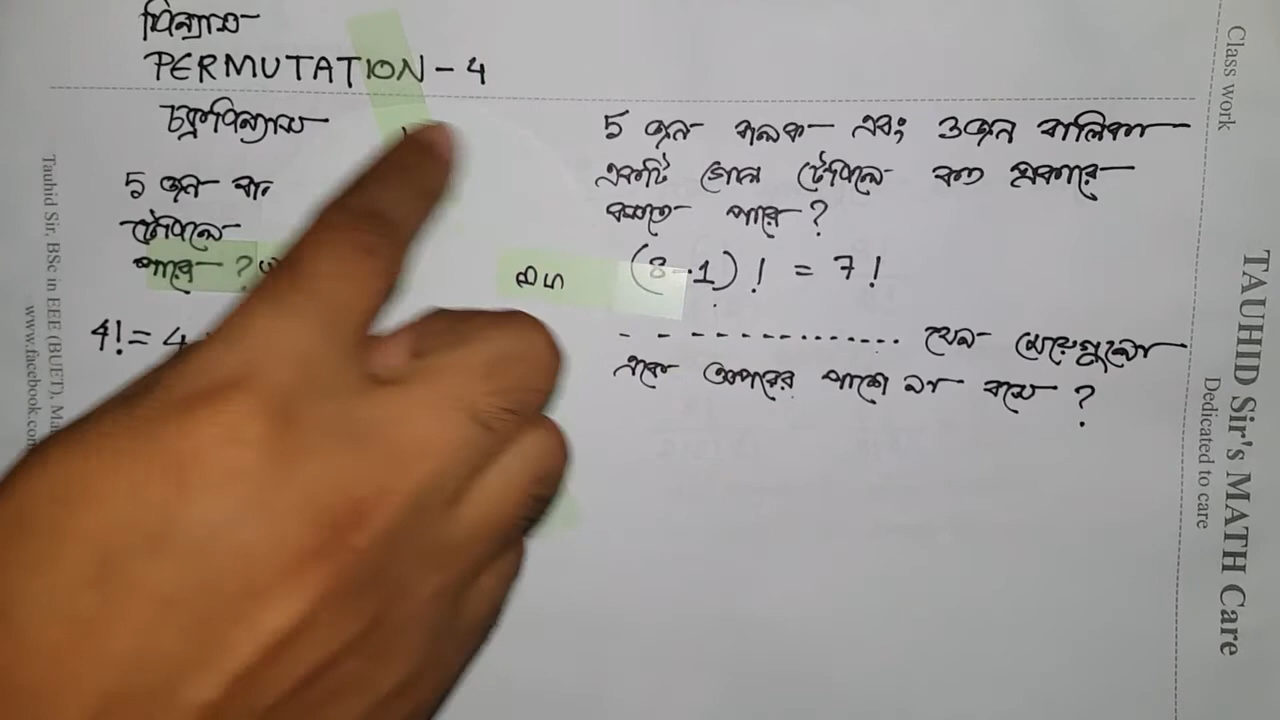 বিন্যাস
PERMUTATION - 4
চক্রবিন্যাস
5 জন
টেবিলে
পারে ?
4! = 4
5 জন বালক এবং 3জন বালিকা
একটি গোল টেবিলে কত প্রকারে
বসতে পারে ?
(8-1)! = 7!
- - - - - ............ যেন মেয়েগুলো
একে অপরের পাশে না বসে ?
Class work
TAUHID Sir's MATH Care
Dedicated to care
Tauhid Sir, BSc in EEE (BUET),
www.facebook.com